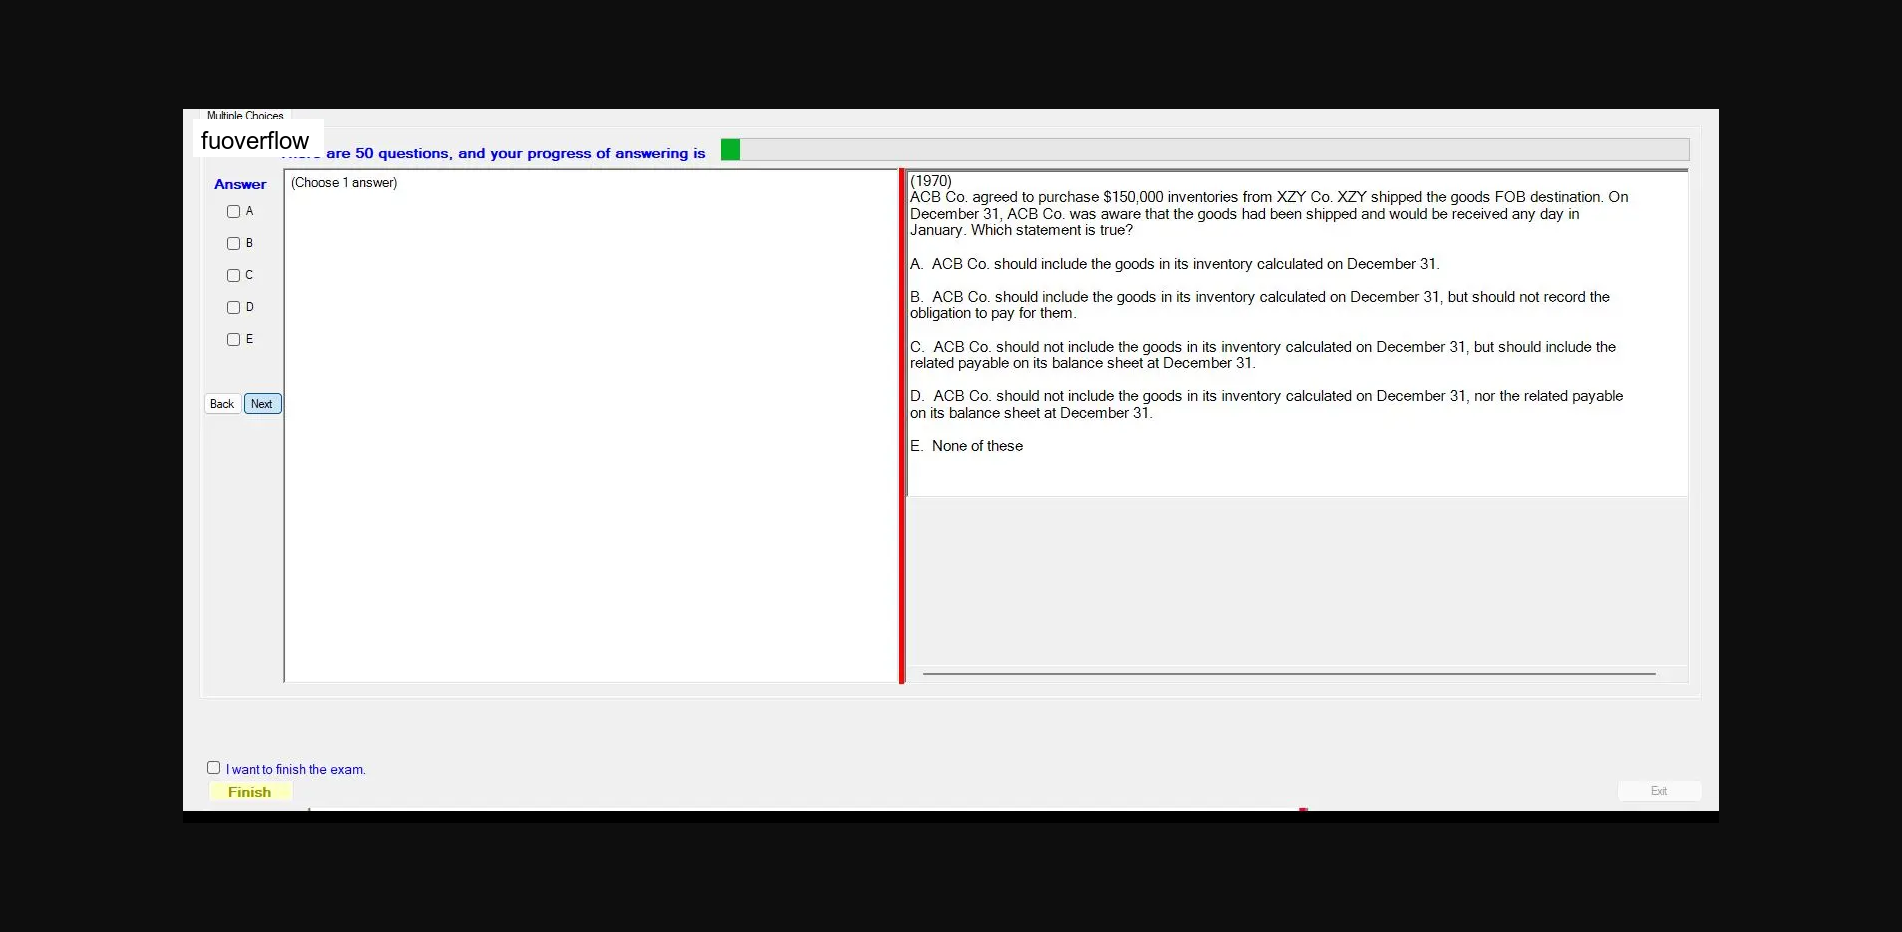 Multiple Choices
fuoverflow
are 50 questions, and your progress of answering is
Answer
(Choose 1 answer)
A
B
C
D
E
Back
Next
(1970)
ACB Co. agreed to purchase $150,000 inventories from XZY Co. XZY shipped the goods FOB destination. On
December 31, ACB Co. was aware that the goods had been shipped and would be received any day in
January. Which statement is true?
A. ACB Co. should include the goods in its inventory calculated on December 31.
B. ACB Co. should include the goods in its inventory calculated on December 31, but should not record the
obligation to pay for them.
C. ACB Co. should not include the goods in its inventory calculated on December 31, but should include the
related payable on its balance sheet at December 31.
D. ACB Co. should not include the goods in its inventory calculated on December 31, nor the related payable
on its balance sheet at December 31.
E. None of these
I want to finish the exam.
Finish
Exit